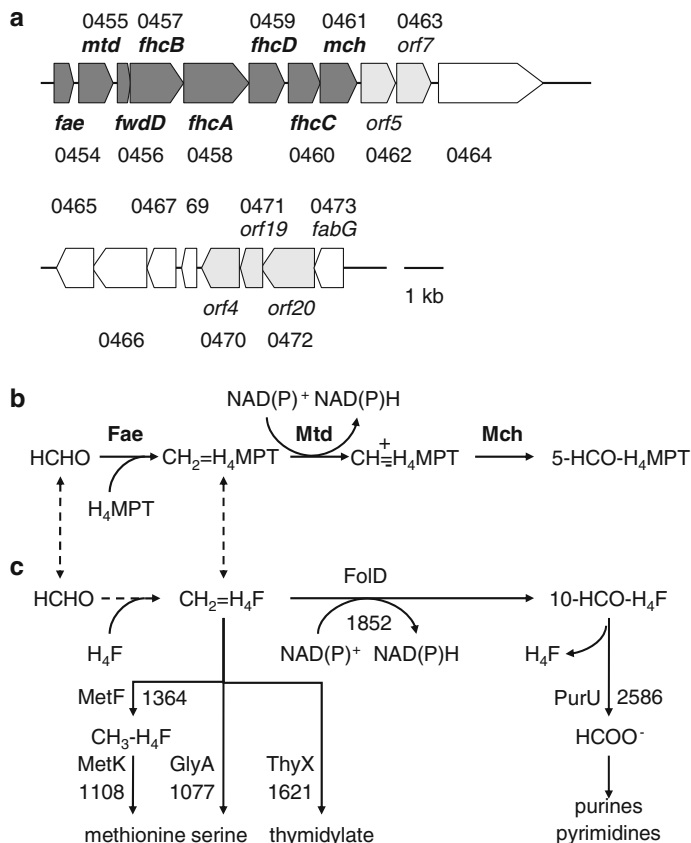 a
0455 0457 0459 0461 0463
mtd fhcB fhcD mch orf7
fae fwdD fhcA fhcC orf5
0454 0456 0458 0460 0462 0464
0465 0467 69 0471 0473
orf19 fabG
orf4 orf20
1 kb
0466 0470 0472
b
NAD(P)⁺ NAD(P)H
Fae Mtd Mch
HCHO CH₂=H₄MPT CH≡⁺H₄MPT 5-HCO-H₄MPT
H₄MPT
c
FolD
HCHO CH₂=H₄F 10-HCO-H₄F
1852
H₄F NAD(P)⁺ NAD(P)H H₄F
MetF 1364 PurU 2586
CH₃-H₄F HCOO⁻
MetK GlyA ThyX
1108 1077 1621
purines
methionine serine thymidylate pyrimidines